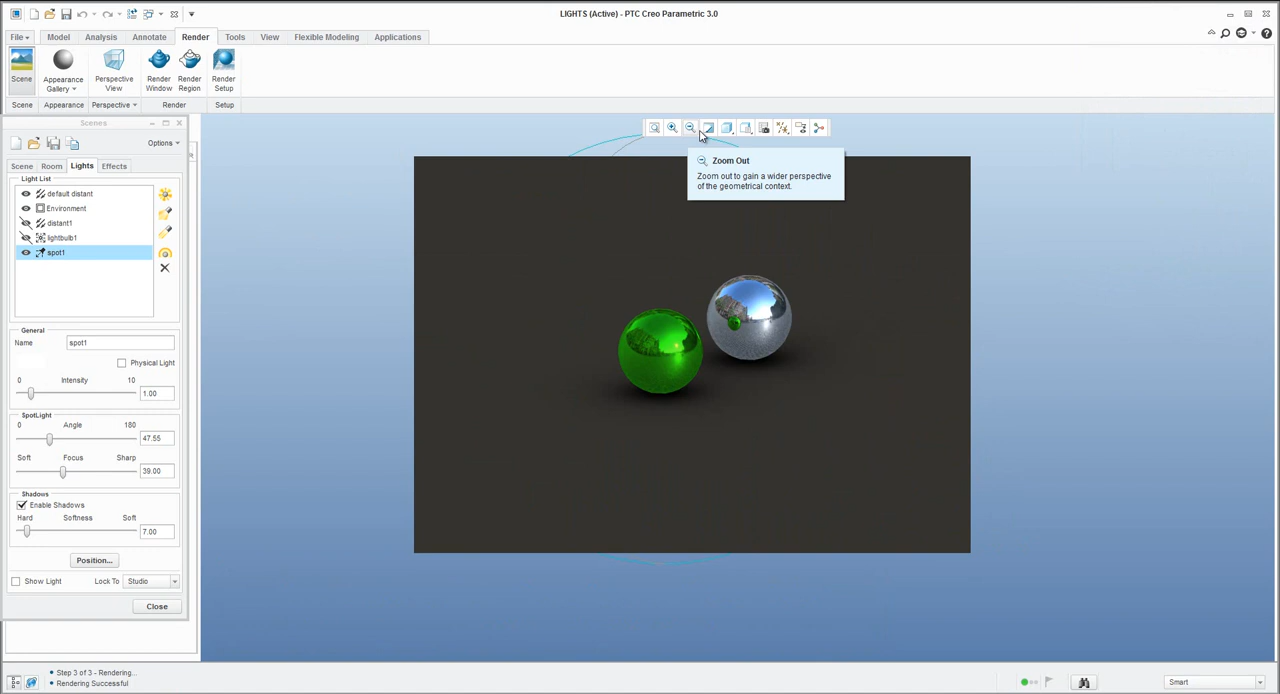 LIGHTS (Active) - PTC Creo Parametric 3.0
File Model Analysis Annotate Render Tools View Flexible Modeling Applications
Scene
Appearance Gallery
Perspective View
Render Window
Render Region
Render Setup
Scene Appearance Perspective Render Setup
Scenes
Options
Scene Room Lights Effects
Light List
default distant
Environment
distant1
lightbulb1
spot1
General
Name spot1
Physical Light
0 Intensity 10
1.00
SpotLight
0 Angle 180
47.55
Soft Focus Sharp
39.00
Shadows
Enable Shadows
Hard Softness Soft
7.00
Position...
Show Light Lock To Studio
Close
Zoom Out
Zoom out to gain a wider perspective
of the geometrical context.
Step 3 of 3 - Rendering...
Rendering Successful
Smart